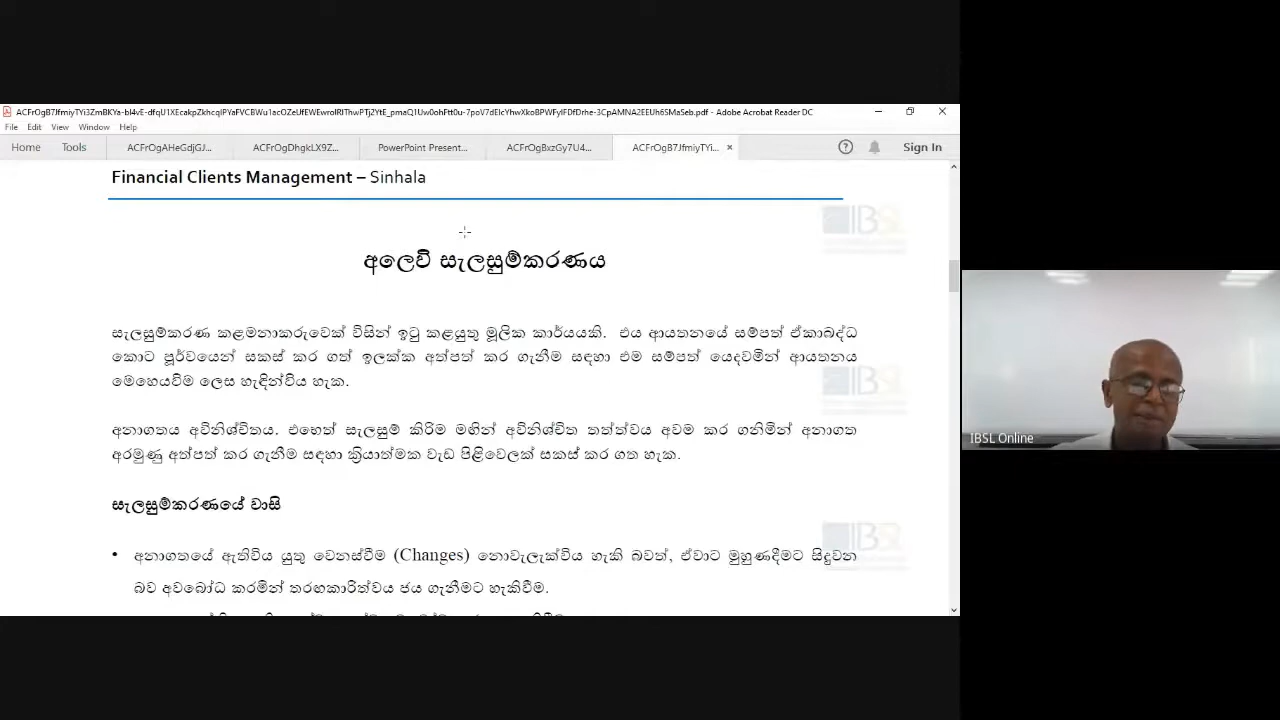 ACFrOgB7JfmiyTYi3ZmBKYa-bl4vE-dfqU1XEcakpZkhcqlPYaFVCBWu1acOZeUfEWEwrolRJThwPTj2YtE_pmaQ1Uw0ohFtt0u-7poV7dElcYhwXkoBPWFylFDfDrhe-3CpAMNA2EEUh6SMaSeb.pdf - Adobe Acrobat Reader DC
File Edit View Window Help
Home Tools ACFrOgAHeGdjGJ... ACFrOgDhgkLX9Z... PowerPoint Present... ACFrOgBxzGy7U4... ACFrOgB7JfmiyTYi... Sign In
Financial Clients Management – Sinhala
අලෙවි සැලසුම්කරණය
සැලසුම්කරණ කළමනාකරුවෙක් විසින් ඉටු කළයුතු මූලික කාර්යයකි. එය ආයතනයේ සම්පත් ඒකාබද්ධ
කොට පූර්වයෙන් සකස් කර ගත් ඉලක්ක අත්පත් කර ගැනීම සඳහා එම සම්පත් යෙදවමින් ආයතනය
මෙහෙයවීම ලෙස හැඳින්විය හැක.
අනාගතය අවිනිශ්චිතය. එහෙත් සැලසුම් කිරීම මඟින් අවිනිශ්චිත තත්ත්වය අවම කර ගනිමින් අනාගත
අරමුණු අත්පත් කර ගැනීම සඳහා ක්‍රියාත්මක වැඩ පිළිවෙලක් සකස් කර ගත හැක.
සැලසුම්කරණයේ වාසි
• අනාගතයේ ඇතිවිය යුතු වෙනස්වීම (Changes) නොවැලැක්විය හැකි බවත්, ඒවාට මුහුණදීමට සිදුවන
බව අවබෝධ කරමින් තරඟකාරිත්වය ජය ගැනීමට හැකිවීම.
IBSL
IBSL Online